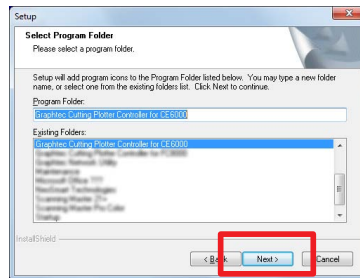 Setup
Select Program Folder
Please select a program folder.
Setup will add program icons to the Program Folder listed below. You may type a new folder
name, or select one from the existing folders list. Click Next to continue.
Program Folder:
Graphtec Cutting Plotter Controller for CE6000
Existing Folders:
Graphtec Cutting Plotter Controller for CE6000
Maintenance
Startup
InstallShield
< Back
Next >
Cancel